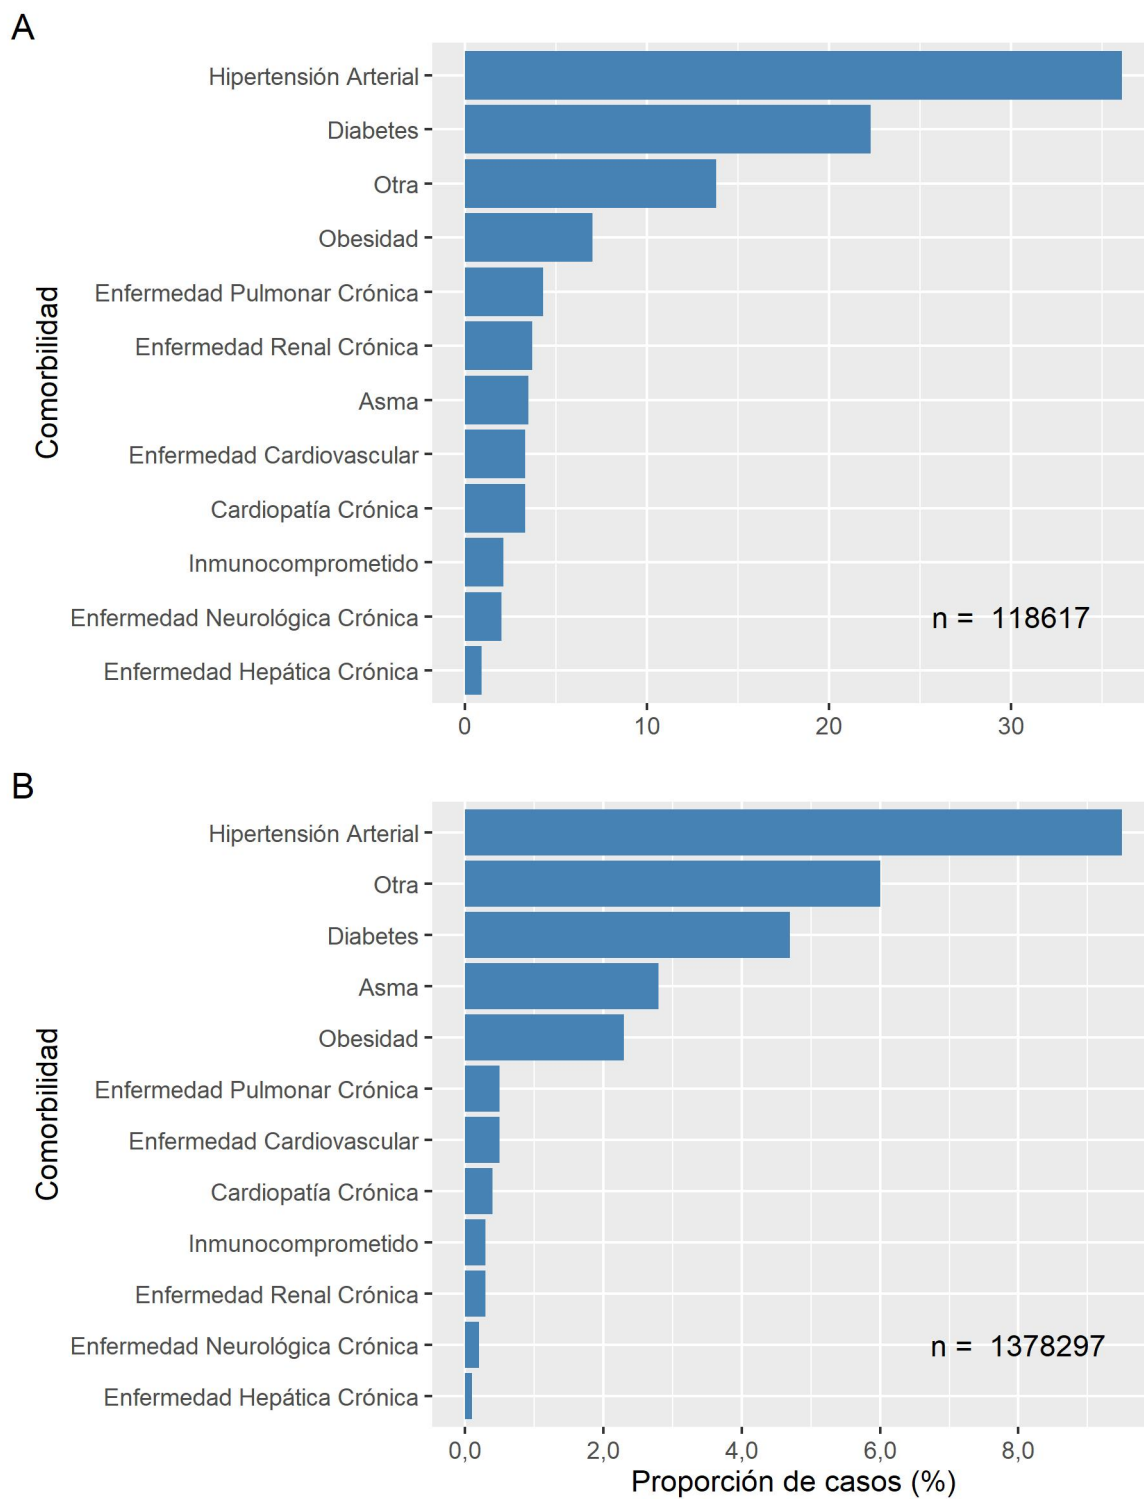 A
Hipertensión Arterial
Diabetes
Otra
Obesidad
Enfermedad Pulmonar Crónica
Enfermedad Renal Crónica
Asma
Enfermedad Cardiovascular
Cardiopatía Crónica
Inmunocomprometido
Enfermedad Neurológica Crónica
Enfermedad Hepática Crónica
Comorbilidad
n = 118617
0 10 20 30
B
Hipertensión Arterial
Otra
Diabetes
Asma
Obesidad
Enfermedad Pulmonar Crónica
Enfermedad Cardiovascular
Cardiopatía Crónica
Inmunocomprometido
Enfermedad Renal Crónica
Enfermedad Neurológica Crónica
Enfermedad Hepática Crónica
Comorbilidad
n = 1378297
0,0 2,0 4,0 6,0 8,0
Proporción de casos (%)